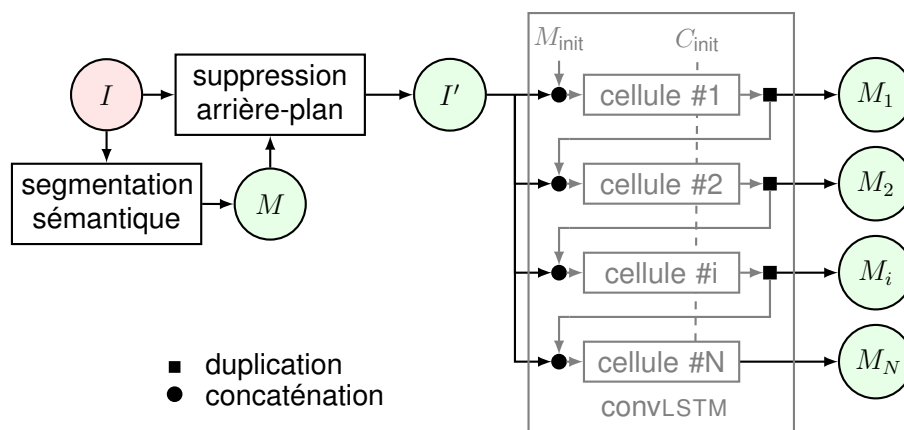 M_init
C_init
I
suppression
arrière-plan
I'
cellule #1
M_1
segmentation
sémantique
M
cellule #2
M_2
cellule #i
M_i
duplication
concaténation
cellule #N
M_N
convLSTM